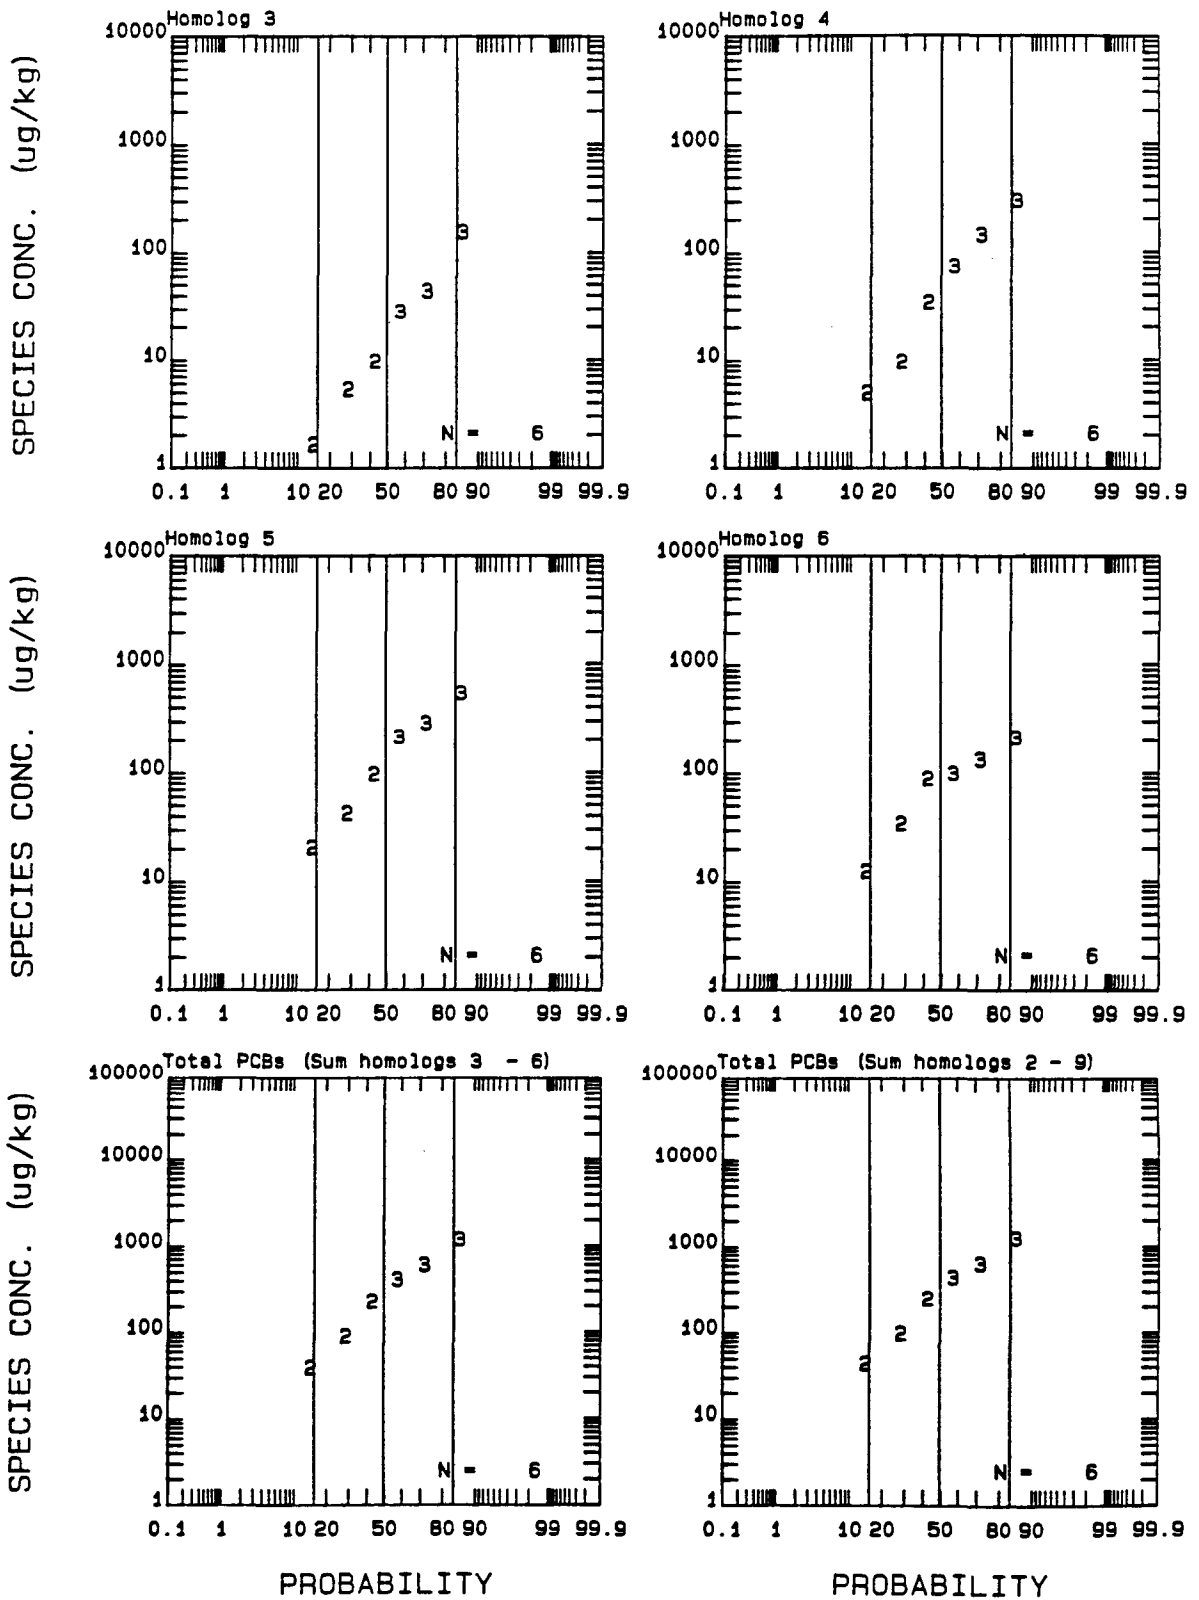 Homolog 3
Homolog 4
SPECIES CONC. (ug/kg)
10000
1000
100
10
1
2
2
2
3
3
3
N = 6
0.1 1 10 20 50 80 90 99 99.9
10000
1000
100
10
1
2
2
2
3
3
3
N = 6
0.1 1 10 20 50 80 90 99 99.9
Homolog 5
Homolog 6
SPECIES CONC. (ug/kg)
10000
1000
100
10
1
2
2
2
3
3
3
N = 6
0.1 1 10 20 50 80 90 99 99.9
10000
1000
100
10
1
2
2
2
3
3
3
N = 6
0.1 1 10 20 50 80 90 99 99.9
Total PCBs (Sum homologs 3 - 6)
Total PCBs (Sum homologs 2 - 9)
SPECIES CONC. (ug/kg)
100000
10000
1000
100
10
1
2
2
2
3
3
3
N = 6
0.1 1 10 20 50 80 90 99 99.9
100000
10000
1000
100
10
1
2
2
2
3
3
3
N = 6
0.1 1 10 20 50 80 90 99 99.9
PROBABILITY
PROBABILITY